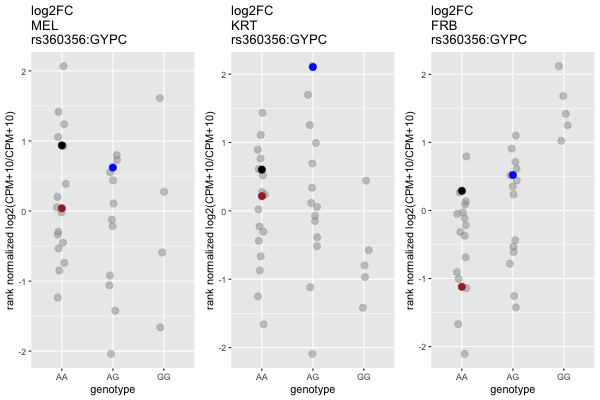 log2FC
MEL
rs360356:GYPC
rank normalized log2(CPM+10/CPM+10)
2
1
0
-1
-2
AA
AG
GG
genotype
log2FC
KRT
rs360356:GYPC
rank normalized log2(CPM+10/CPM+10)
2
1
0
-1
-2
AA
AG
GG
genotype
log2FC
FRB
rs360356:GYPC
rank normalized log2(CPM+10/CPM+10)
2
1
0
-1
-2
AA
AG
GG
genotype